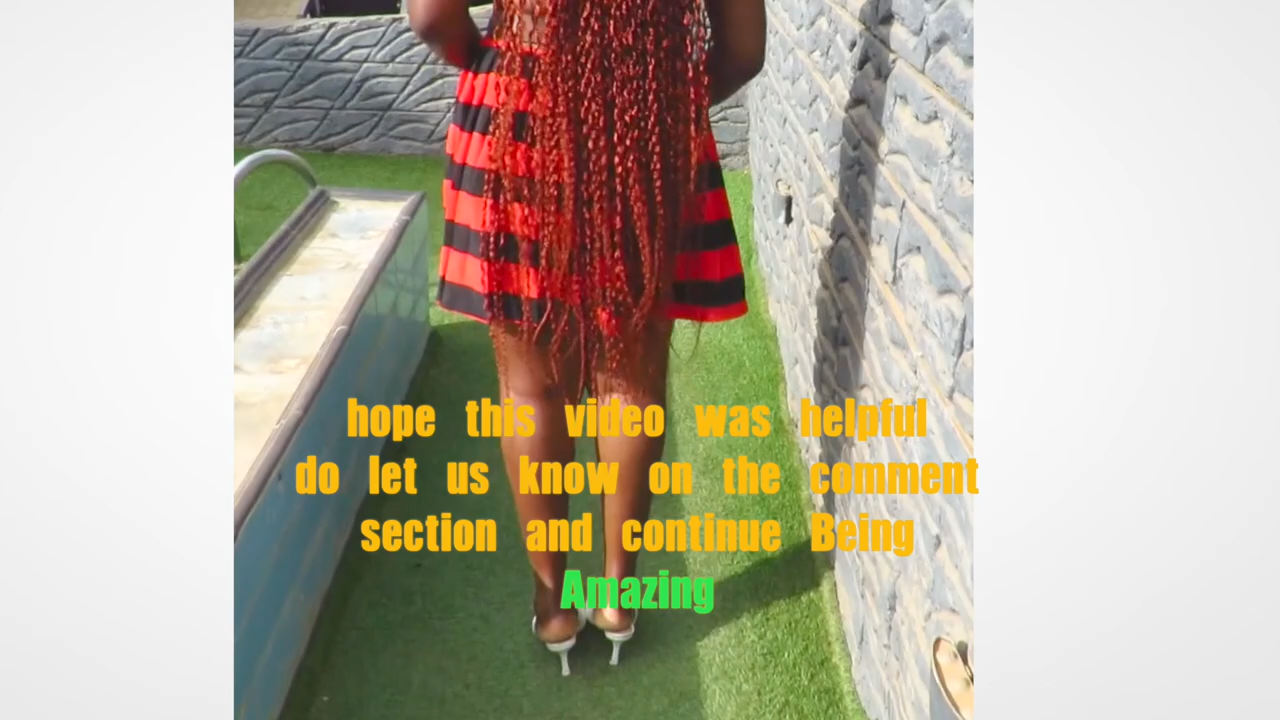 hope this video was helpful
do let us know on the comment
section and continue Being
Amazing